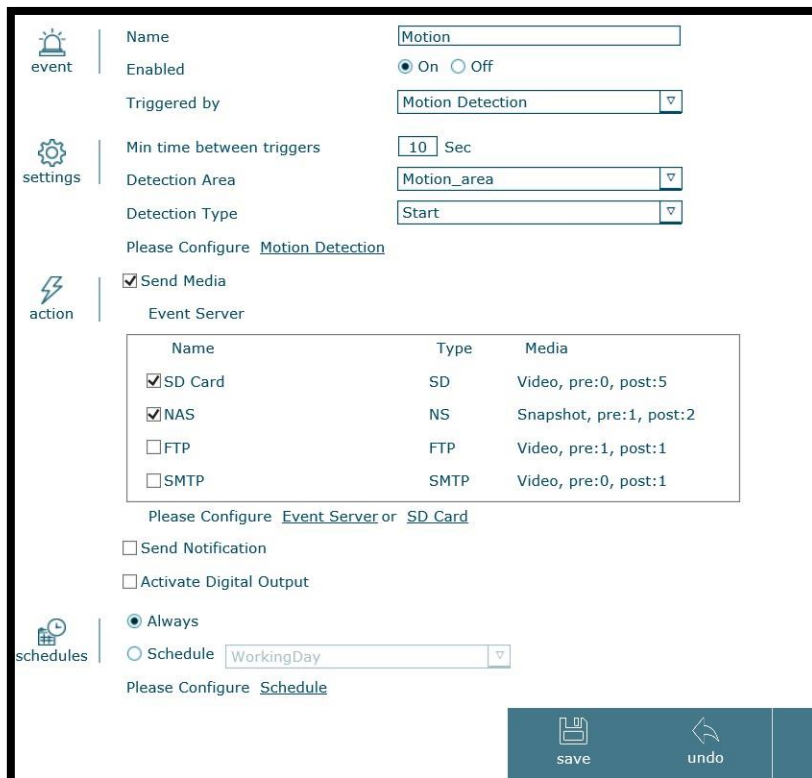 event
Name Motion
Enabled On Off
Triggered by Motion Detection
settings
Min time between triggers 10 Sec
Detection Area Motion_area
Detection Type Start
Please Configure Motion Detection
action
Send Media
Event Server
Name Type Media
SD Card SD Video, pre:0, post:5
NAS NS Snapshot, pre:1, post:2
FTP FTP Video, pre:1, post:1
SMTP SMTP Video, pre:0, post:1
Please Configure Event Server or SD Card
Send Notification
Activate Digital Output
schedules
Always
Schedule WorkingDay
Please Configure Schedule
save undo